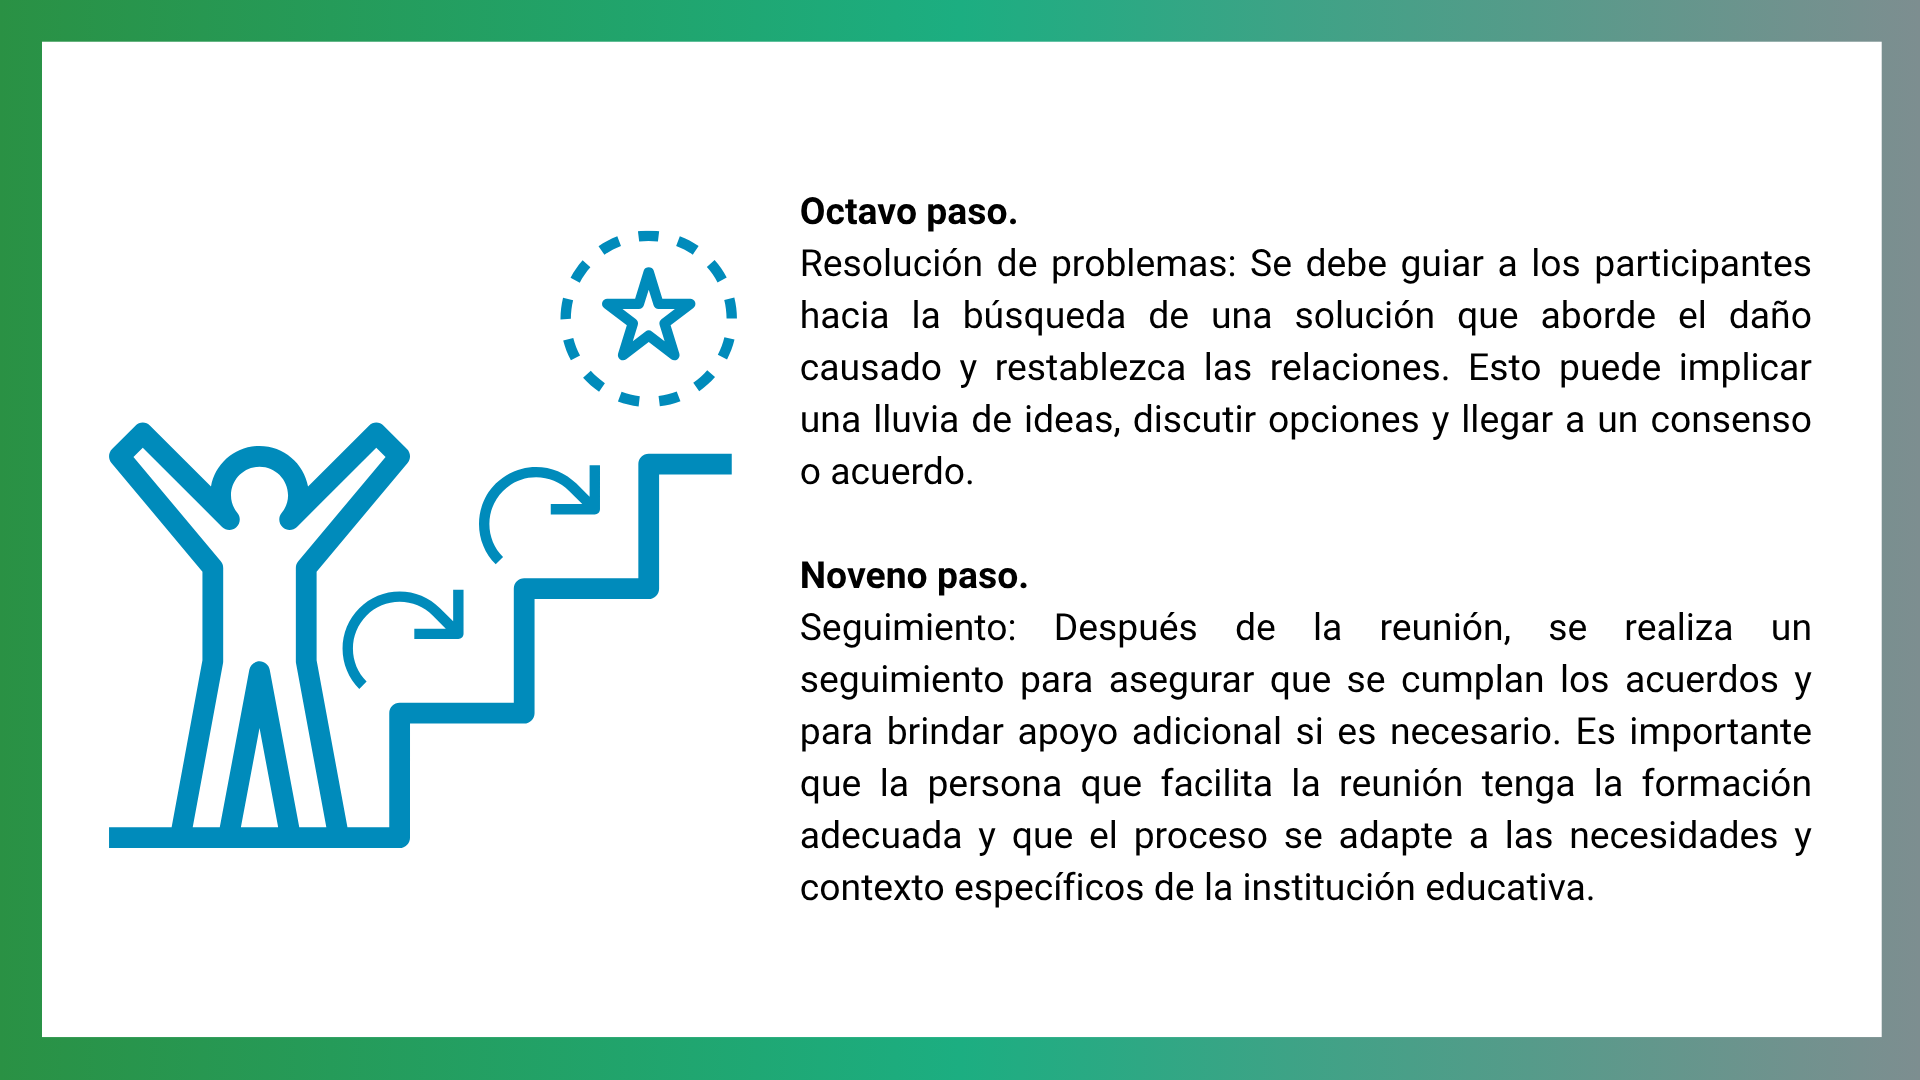 Octavo paso.
Resolución de problemas: Se debe guiar a los participantes
hacia la búsqueda de una solución que aborde el daño
causado y restablezca las relaciones. Esto puede implicar
una lluvia de ideas, discutir opciones y llegar a un consenso
o acuerdo.
Noveno paso.
Seguimiento: Después de la reunión, se realiza un
seguimiento para asegurar que se cumplan los acuerdos y
para brindar apoyo adicional si es necesario. Es importante
que la persona que facilita la reunión tenga la formación
adecuada y que el proceso se adapte a las necesidades y
contexto específicos de la institución educativa.